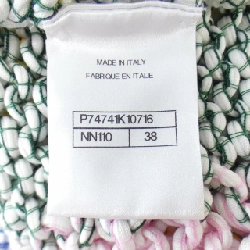 MADE IN ITALY
FABRIQUE EN ITALIE
P74741K10716
NN110 38